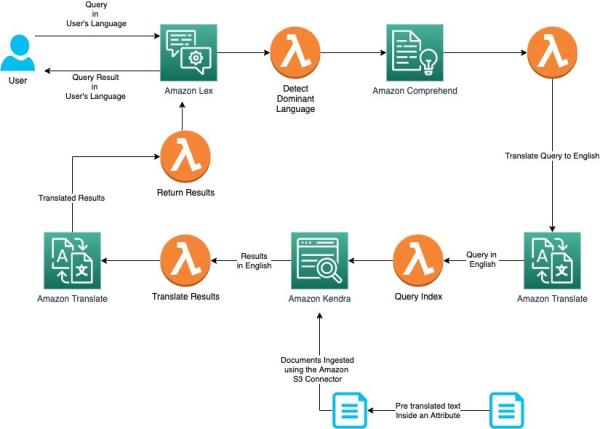 Query
in
User's Language
User
Query Result
in
User's Language
Amazon Lex
Detect
Dominant
Language
Amazon Comprehend
Translate Query to English
Return Results
Translated Results
Amazon Translate
Translate Results
Results
in English
Amazon Kendra
Query Index
Query in
English
Amazon Translate
Documents Ingested
using the Amazon
S3 Connector
Pre translated text
Inside an Attribute